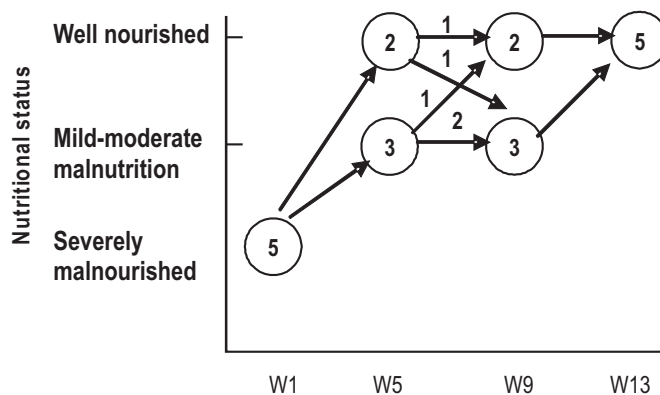 Nutritional status
Well nourished
Mild-moderate
malnutrition
Severely
malnourished
2 1 2 5
1
1
3 2 3
5
W1 W5 W9 W13